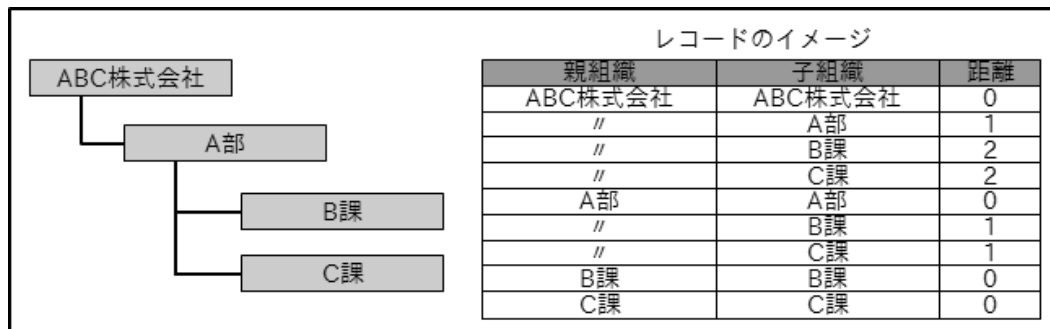 レコードのイメージ
ABC株式会社
A部
B課
C課
親組織 子組織 距離
ABC株式会社 ABC株式会社 0
〃 A部 1
〃 B課 2
〃 C課 2
A部 A部 0
〃 B課 1
〃 C課 1
B課 B課 0
C課 C課 0